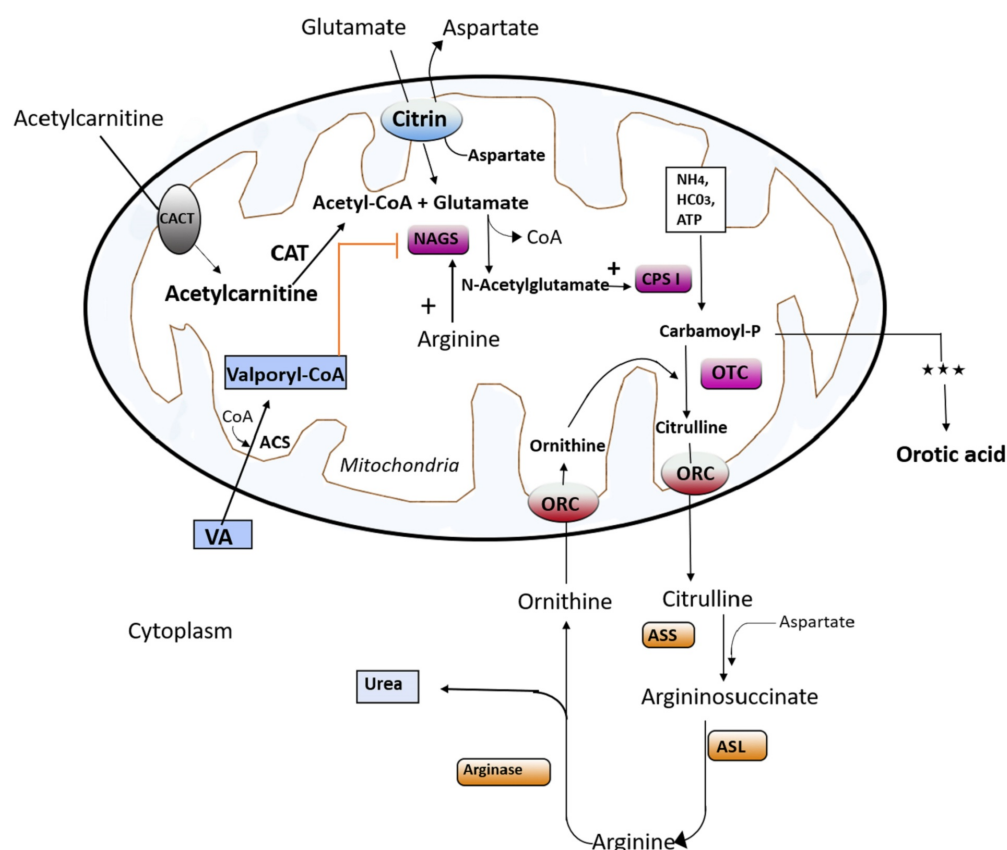 Glutamate
Aspartate
Acetylcarnitine
Citrin
Aspartate
CACT
Acetyl-CoA + Glutamate
NH4,
HC03,
ATP
CAT
NAGS
CoA
Acetylcarnitine
N-Acetylglutamate
+
CPS I
+
Arginine
Carbamoyl-P
Valporyl-CoA
OTC
★★★
CoA
ACS
Ornithine
Citrulline
Orotic acid
Mitochondria
ORC
ORC
VA
Ornithine
Citrulline
Cytoplasm
ASS
Aspartate
Urea
Argininosuccinate
ASL
Arginase
Arginine